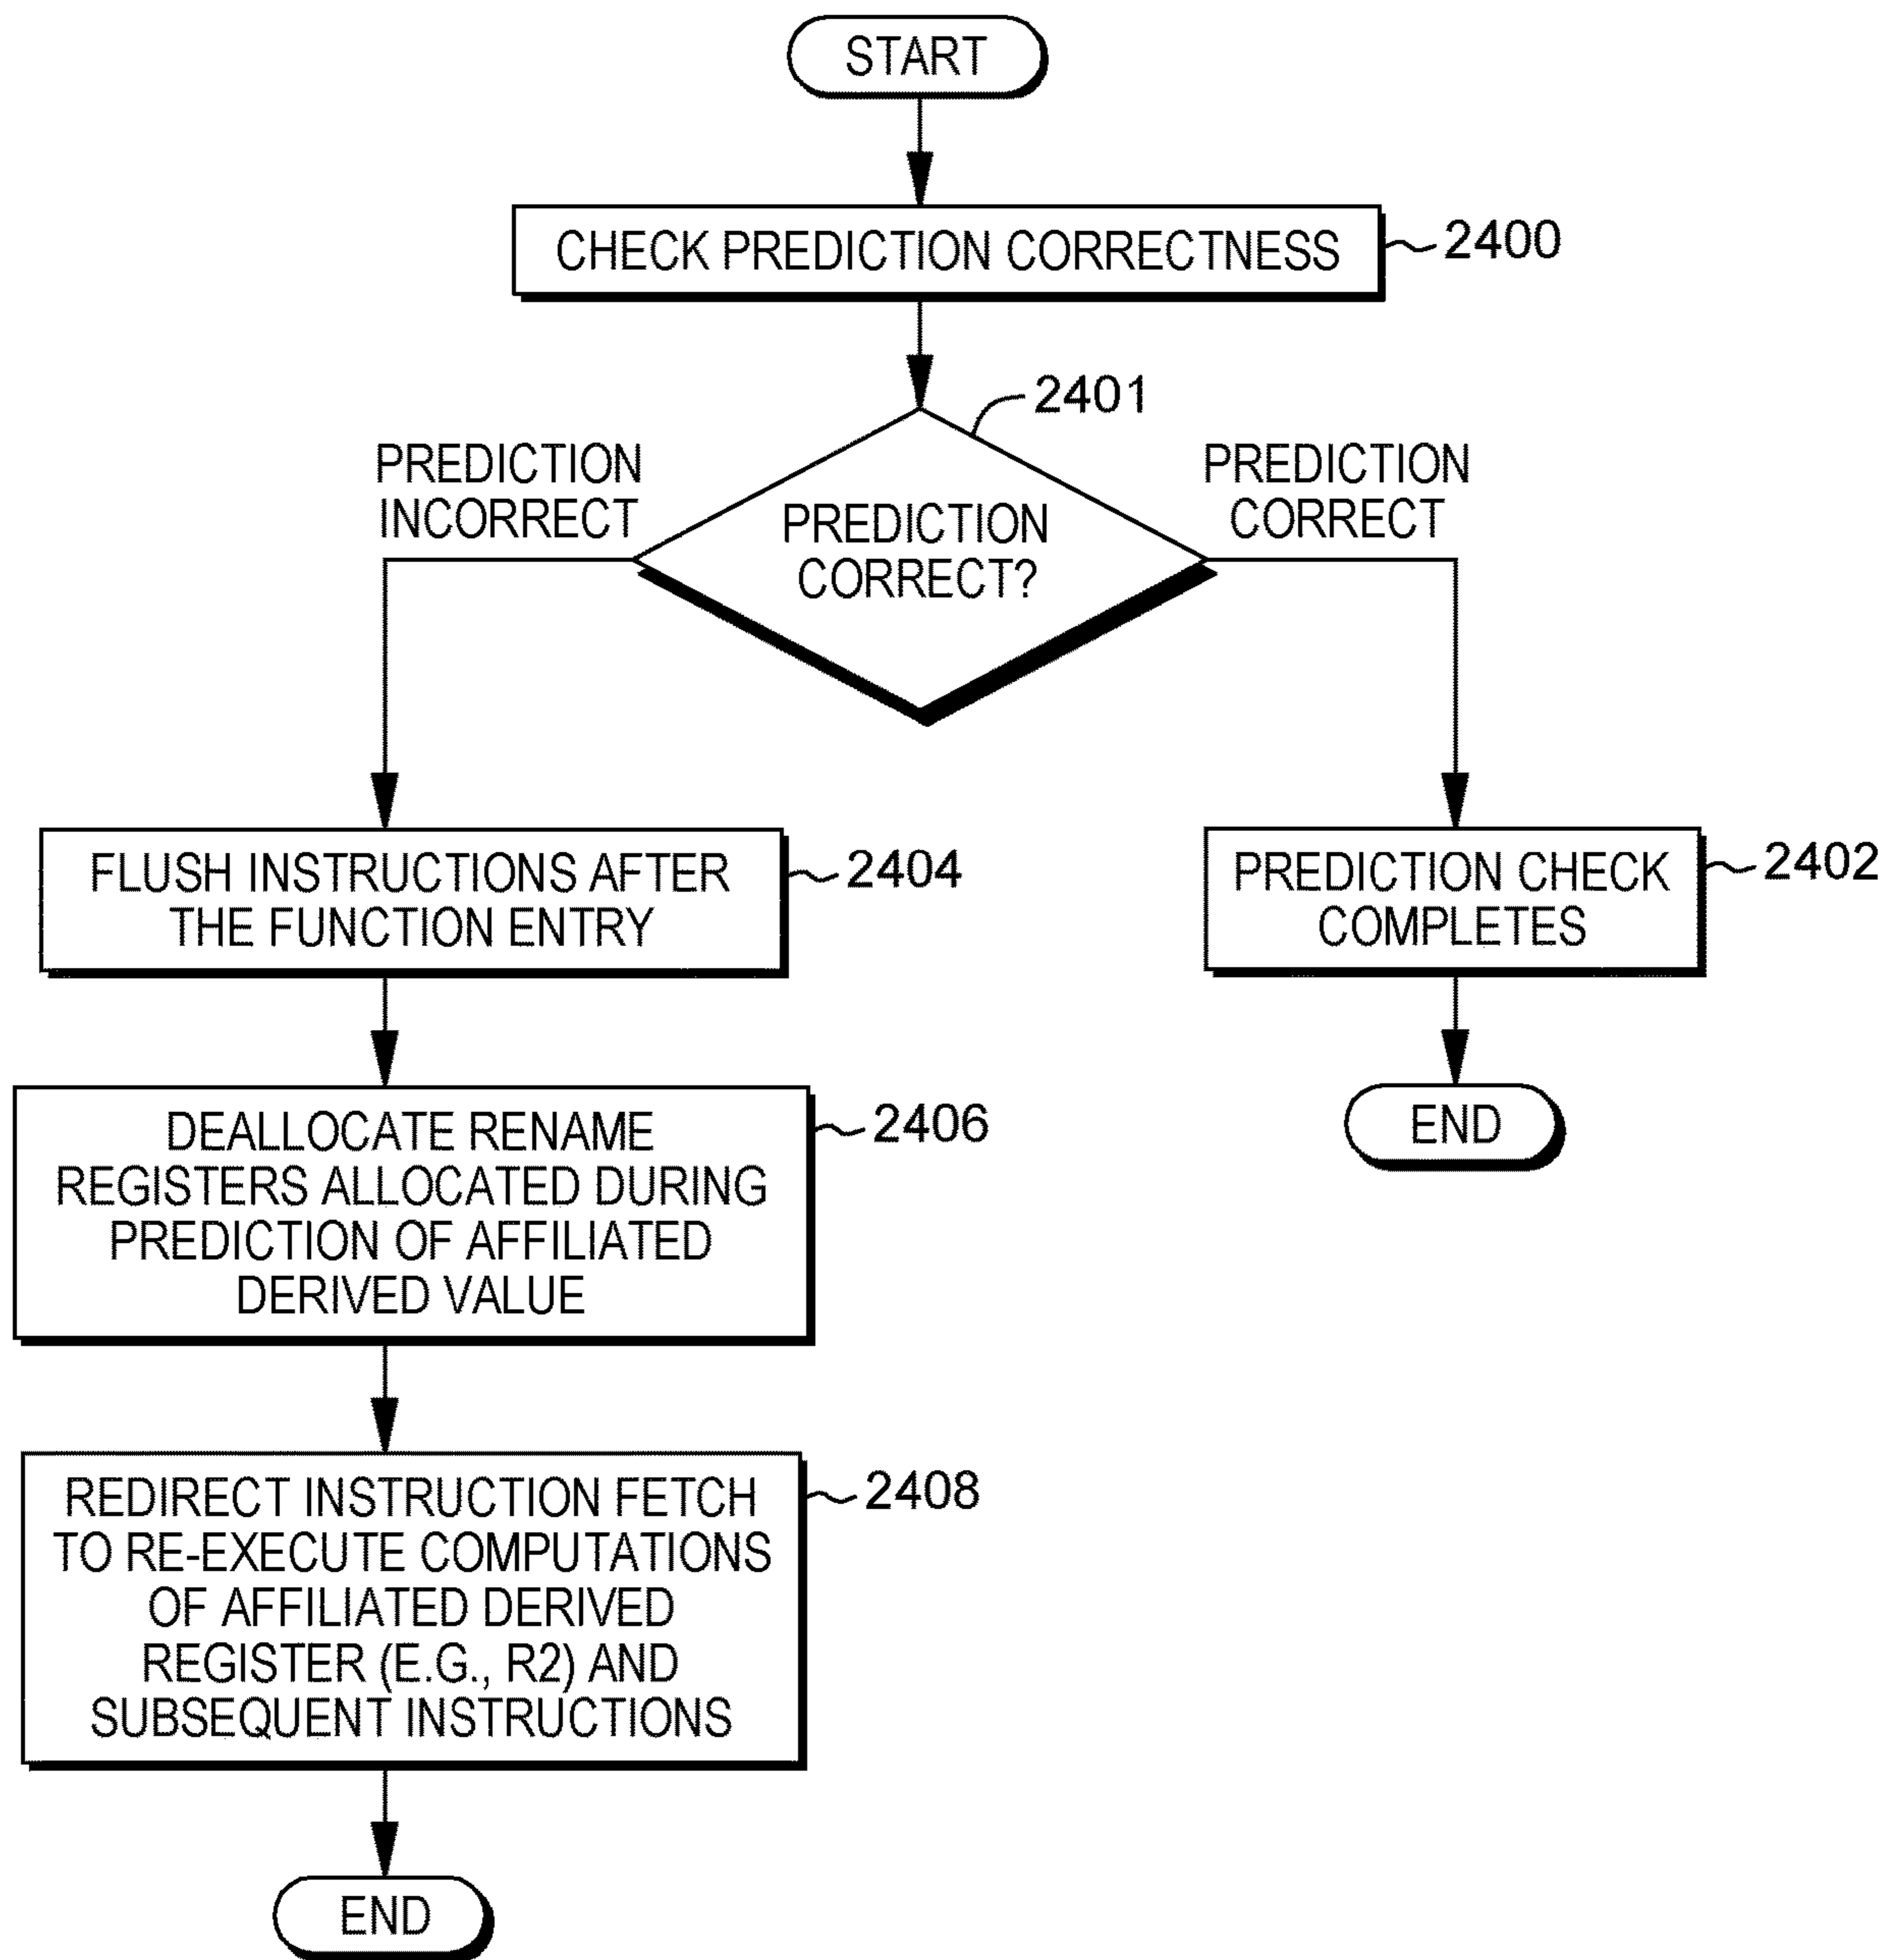 START
CHECK PREDICTION CORRECTNESS
2400
2401
PREDICTION
INCORRECT
PREDICTION
CORRECT?
PREDICTION
CORRECT
FLUSH INSTRUCTIONS AFTER
THE FUNCTION ENTRY
2404
PREDICTION CHECK
COMPLETES
2402
DEALLOCATE RENAME
REGISTERS ALLOCATED DURING
PREDICTION OF AFFILIATED
DERIVED VALUE
2406
END
REDIRECT INSTRUCTION FETCH
TO RE-EXECUTE COMPUTATIONS
OF AFFILIATED DERIVED
REGISTER (E.G., R2) AND
SUBSEQUENT INSTRUCTIONS
2408
END